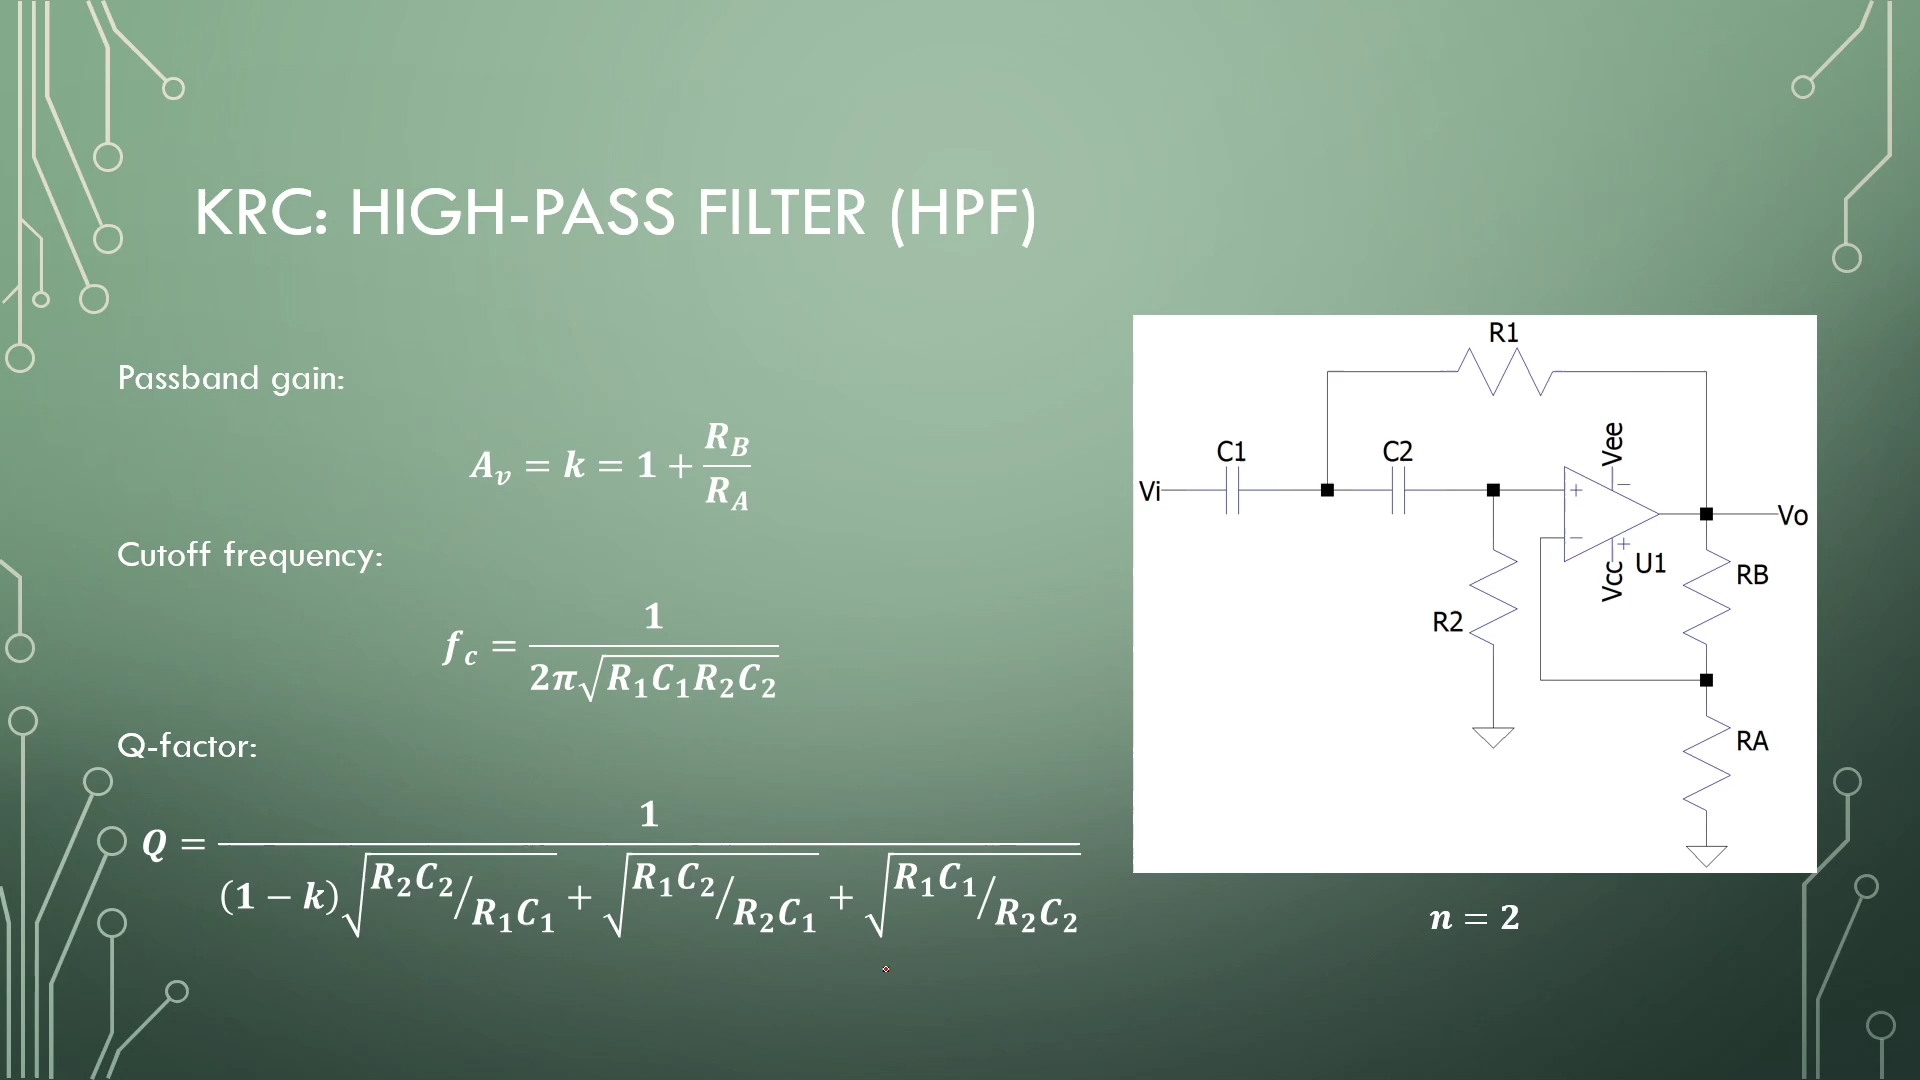 KRC: HIGH-PASS FILTER (HPF)
Passband gain:
A_v = k = 1 + R_B / R_A
Cutoff frequency:
f_c = 1 / 2π√(R_1C_1R_2C_2)
Q-factor:
Q = 1 / ((1 − k)√(R_2C_2/R_1C_1) + √(R_1C_2/R_2C_1) + √(R_1C_1/R_2C_2))
R1
C1
C2
Vee
Vi
+
−
−
+
Vo
Vcc
U1
RB
R2
RA
n = 2